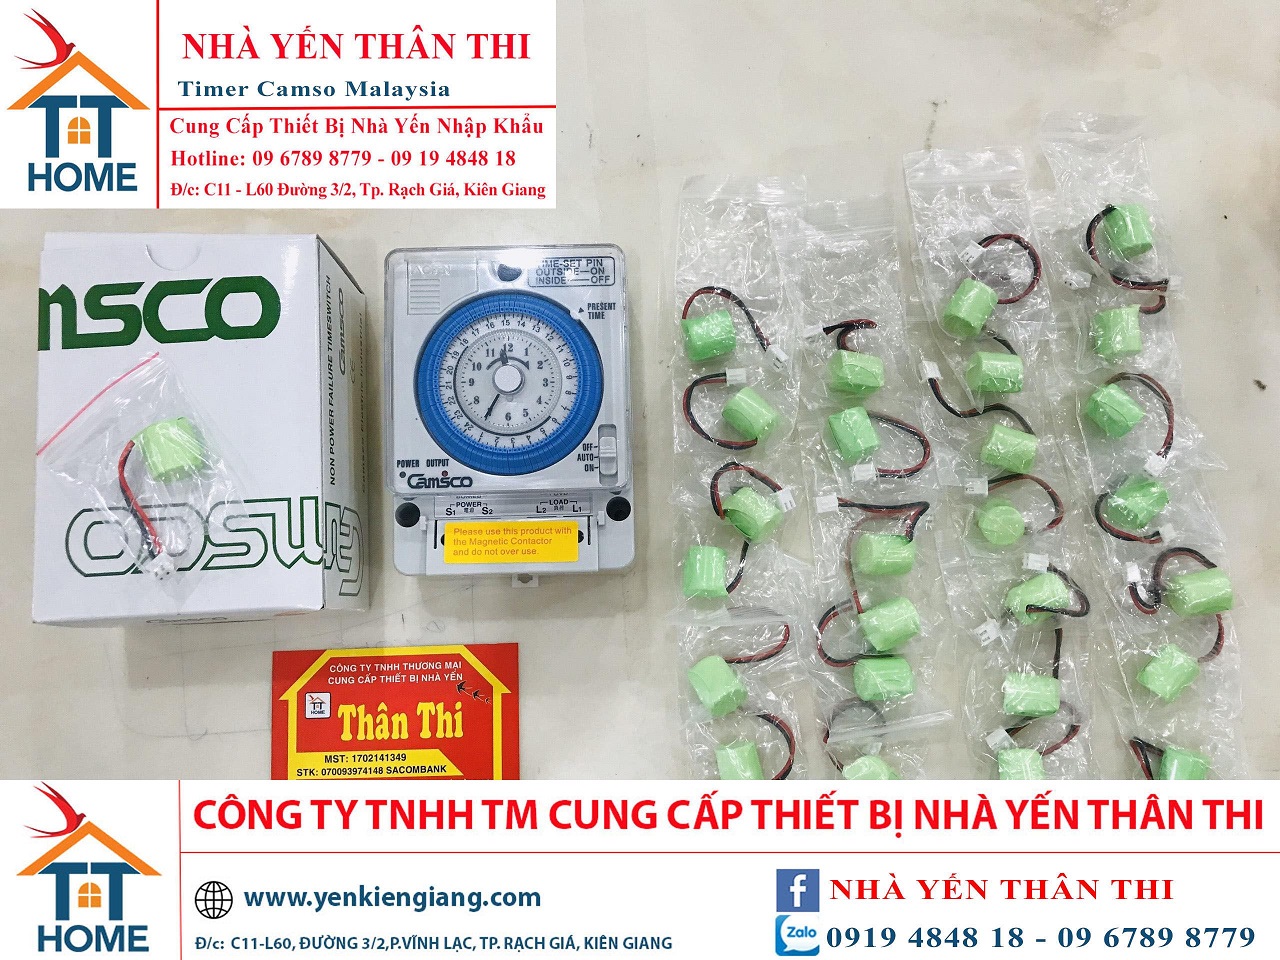 NHÀ YẾN THÂN THI
Timer Camso Malaysia
Cung Cấp Thiết Bị Nhà Yến Nhập Khẩu
Hotline: 09 6789 8779 - 09 19 4848 18
Đ/c: C11 - L60 Đường 3/2, Tp. Rạch Giá, Kiên Giang
TT
HOME
NON POWER FAILURE TIMESWITCH
Camsco
Camsco
TIME-SET PIN
OUTSIDE—ON
INSIDE—OFF
PRESENT
TIME
OFF
AUTO
ON
POWER OUTPUT
Camsco
POWER
S1 S2
LOAD
L2 L1
Please use this product with
the Magnetic Contactor
and do not over use.
CÔNG TY TNHH THƯƠNG MẠI
CUNG CẤP THIẾT BỊ NHÀ YẾN
TT
HOME
Thân Thi
MST: 1702141349
STK: 070093974148 SACOMBANK
TT
HOME
CÔNG TY TNHH TM CUNG CẤP THIẾT BỊ NHÀ YẾN THÂN THI
www.yenkiengiang.com
Đ/c: C11-L60, ĐƯỜNG 3/2,P.VĨNH LẠC, TP. RẠCH GIÁ, KIÊN GIANG
NHÀ YẾN THÂN THI
Zalo
0919 4848 18 - 09 6789 8779